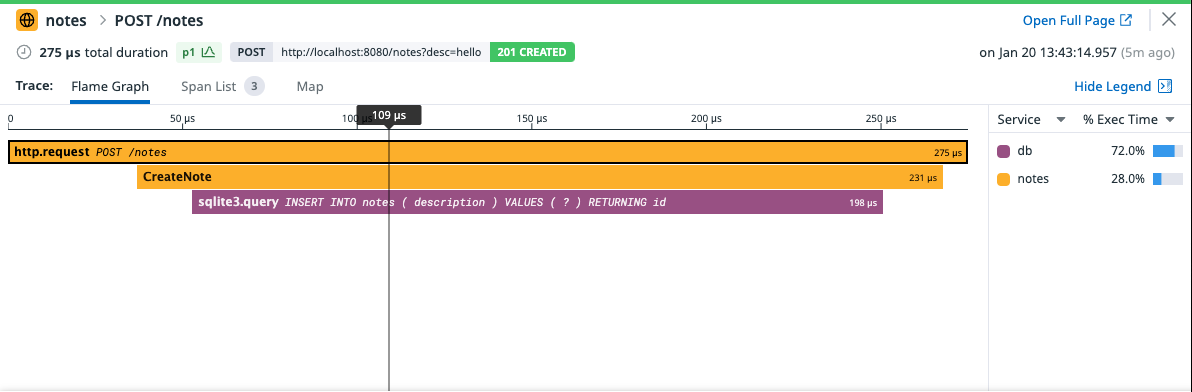 notes > POST /notes
Open Full Page
275 µs total duration p1 POST http://localhost:8080/notes?desc=hello 201 CREATED
on Jan 20 13:43:14.957 (5m ago)
Trace: Flame Graph Span List 3 Map
Hide Legend
109 µs
0 50 µs 100 µs 150 µs 200 µs 250 µs
Service % Exec Time
http.request POST /notes 275 µs
CreateNote 231 µs
sqlite3.query INSERT INTO notes ( description ) VALUES ( ? ) RETURNING id 198 µs
db 72.0%
notes 28.0%